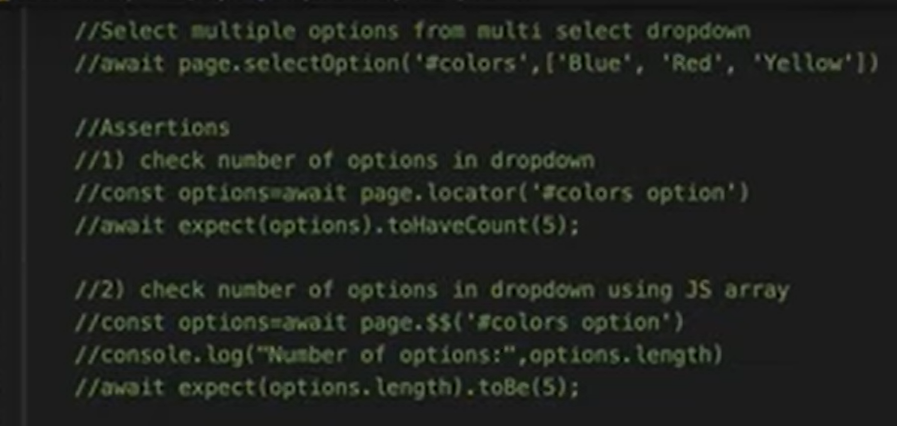 //Select multiple options from multi select dropdown
//await page.selectOption('#colors',['Blue', 'Red', 'Yellow'])
//Assertions
//1) check number of options in dropdown
//const options=await page.locator('#colors option')
//await expect(options).toHaveCount(5);
//2) check number of options in dropdown using JS array
//const options=await page.$$('#colors option')
//console.log("Number of options:",options.length)
//await expect(options.length).toBe(5);